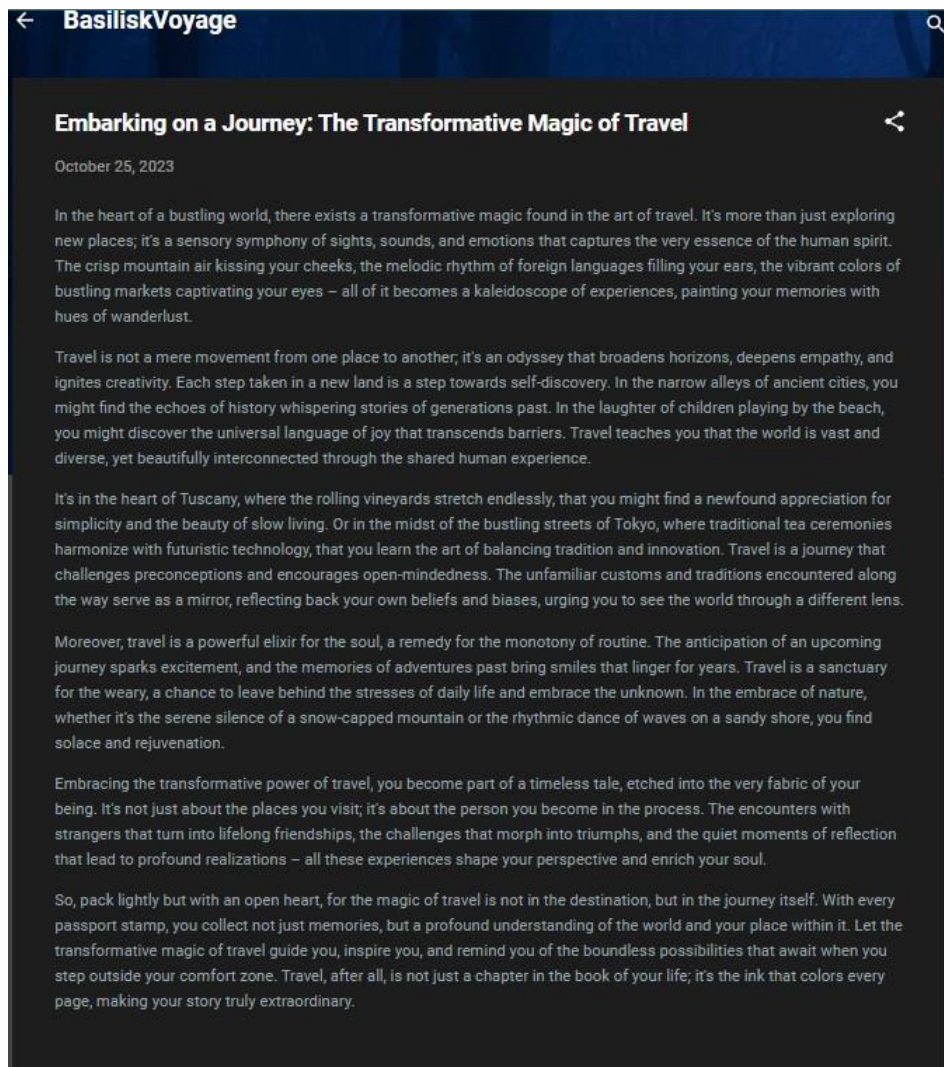 BasiliskVoyage
Embarking on a Journey: The Transformative Magic of Travel
October 25, 2023
In the heart of a bustling world, there exists a transformative magic found in the art of travel. It's more than just exploring
new places; it's a sensory symphony of sights, sounds, and emotions that captures the very essence of the human spirit.
The crisp mountain air kissing your cheeks, the melodic rhythm of foreign languages filling your ears, the vibrant colors of
bustling markets captivating your eyes – all of it becomes a kaleidoscope of experiences, painting your memories with
hues of wanderlust.
Travel is not a mere movement from one place to another; it's an odyssey that broadens horizons, deepens empathy, and
ignites creativity. Each step taken in a new land is a step towards self-discovery. In the narrow alleys of ancient cities, you
might find the echoes of history whispering stories of generations past. In the laughter of children playing by the beach,
you might discover the universal language of joy that transcends barriers. Travel teaches you that the world is vast and
diverse, yet beautifully interconnected through the shared human experience.
It's in the heart of Tuscany, where the rolling vineyards stretch endlessly, that you might find a newfound appreciation for
simplicity and the beauty of slow living. Or in the midst of the bustling streets of Tokyo, where traditional tea ceremonies
harmonize with futuristic technology, that you learn the art of balancing tradition and innovation. Travel is a journey that
challenges preconceptions and encourages open-mindedness. The unfamiliar customs and traditions encountered along
the way serve as a mirror, reflecting back your own beliefs and biases, urging you to see the world through a different lens.
Moreover, travel is a powerful elixir for the soul, a remedy for the monotony of routine. The anticipation of an upcoming
journey sparks excitement, and the memories of adventures past bring smiles that linger for years. Travel is a sanctuary
for the weary, a chance to leave behind the stresses of daily life and embrace the unknown. In the embrace of nature,
whether it's the serene silence of a snow-capped mountain or the rhythmic dance of waves on a sandy shore, you find
solace and rejuvenation.
Embracing the transformative power of travel, you become part of a timeless tale, etched into the very fabric of your
being. It's not just about the places you visit; it's about the person you become in the process. The encounters with
strangers that turn into lifelong friendships, the challenges that morph into triumphs, and the quiet moments of reflection
that lead to profound realizations – all these experiences shape your perspective and enrich your soul.
So, pack lightly but with an open heart, for the magic of travel is not in the destination, but in the journey itself. With every
passport stamp, you collect not just memories, but a profound understanding of the world and your place within it. Let the
transformative magic of travel guide you, inspire you, and remind you of the boundless possibilities that await when you
step outside your comfort zone. Travel, after all, is not just a chapter in the book of your life; it's the ink that colors every
page, making your story truly extraordinary.